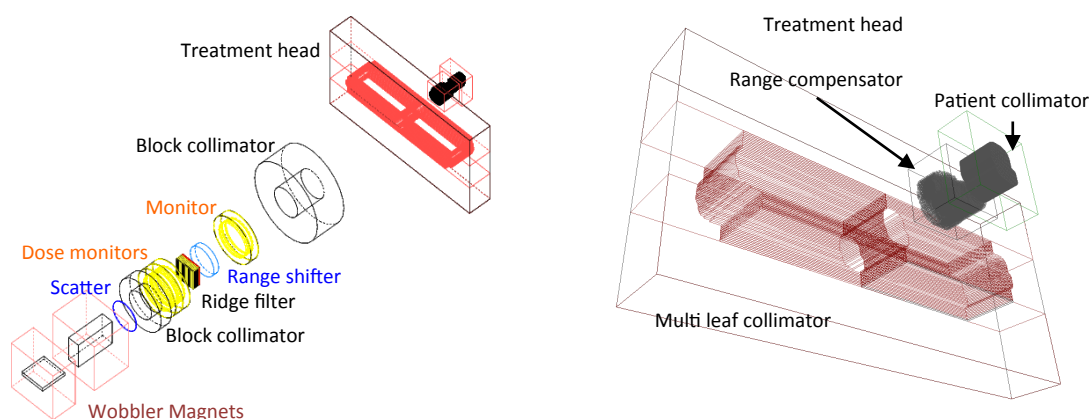 Treatment head
Block collimator
Monitor
Dose monitors
Range shifter
Scatter
Ridge filter
Block collimator
Wobbler Magnets
Treatment head
Range compensator
Patient collimator
Multi leaf collimator